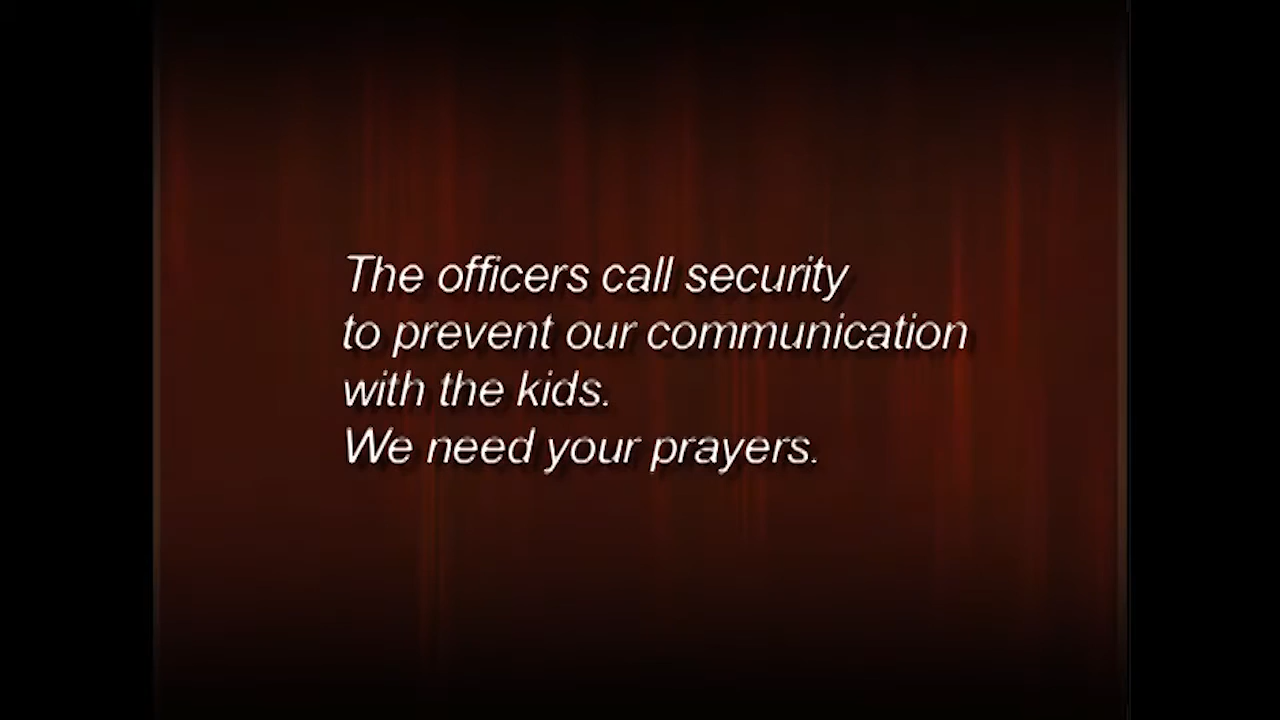 The officers call security
to prevent our communication
with the kids.
We need your prayers.